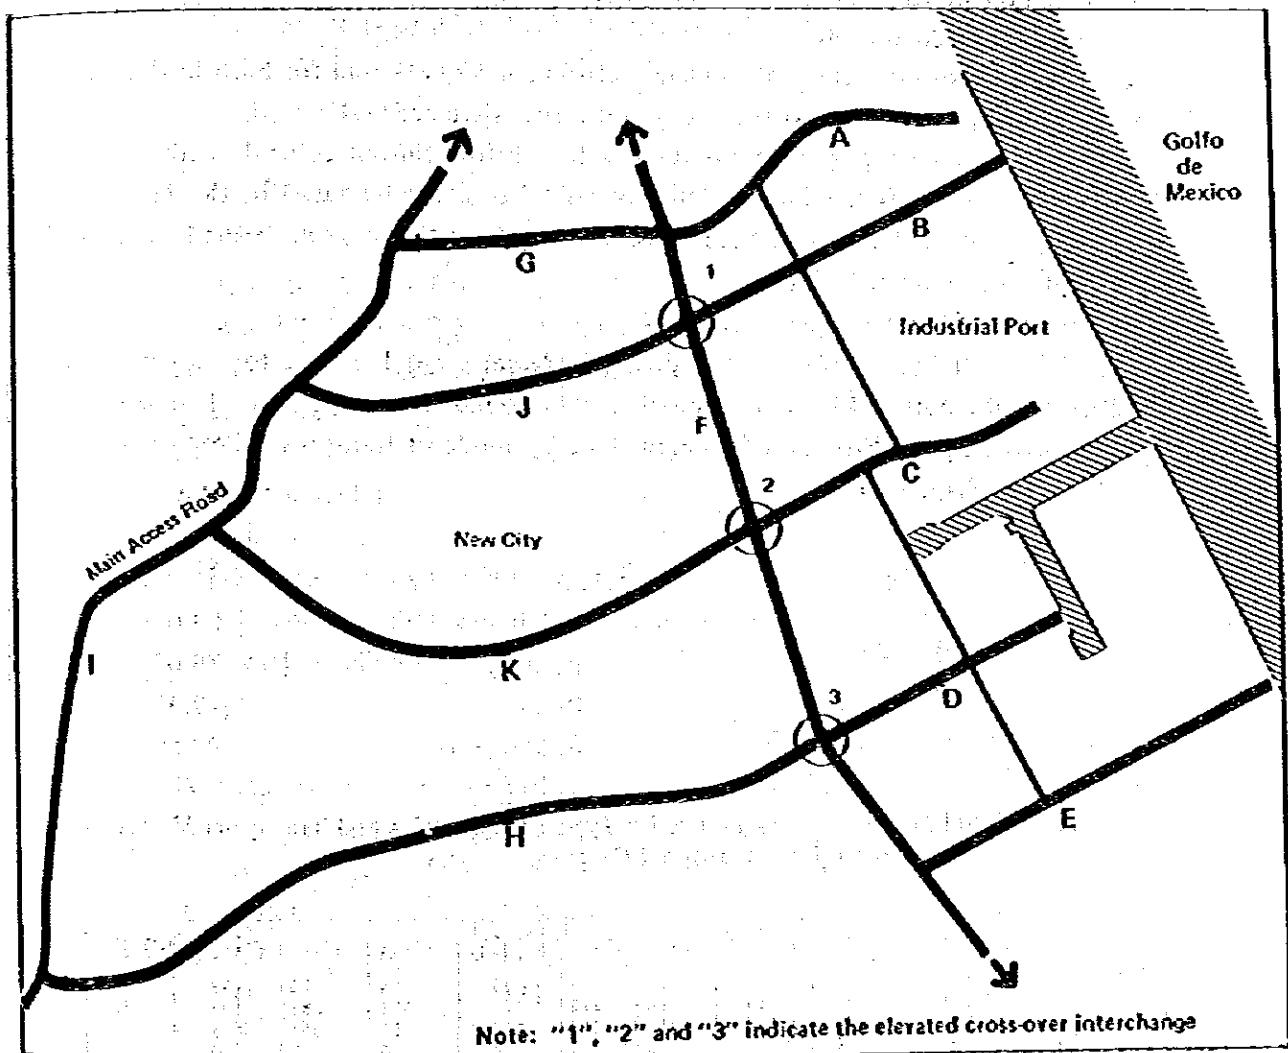 Golfo
de
Mexico
A
B
G
1
Industrial Port
J
F
C
2
Main Access Road
New City
I
K
D
3
E
H
Note: "1", "2" and "3" indicate the elevated cross-over interchange